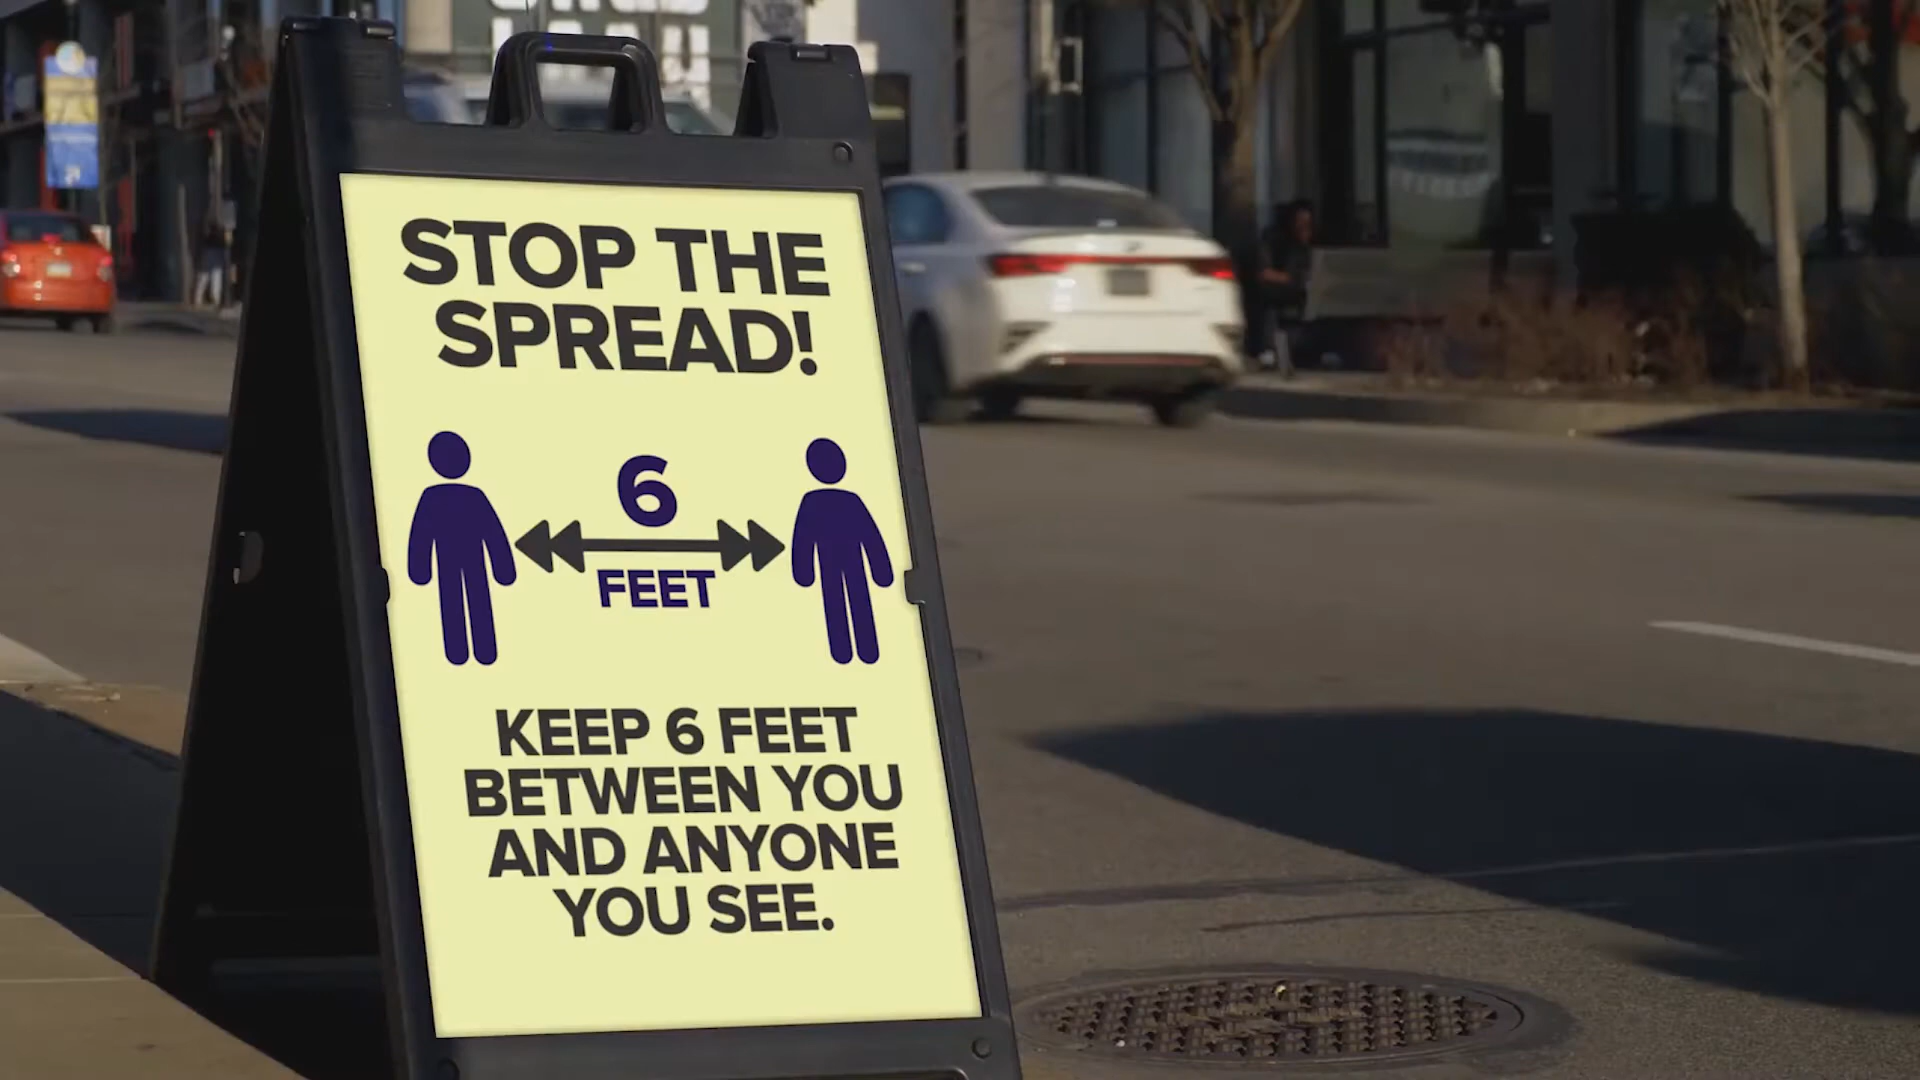 STOP THE
SPREAD!
6
FEET
KEEP 6 FEET
BETWEEN YOU
AND ANYONE
YOU SEE.